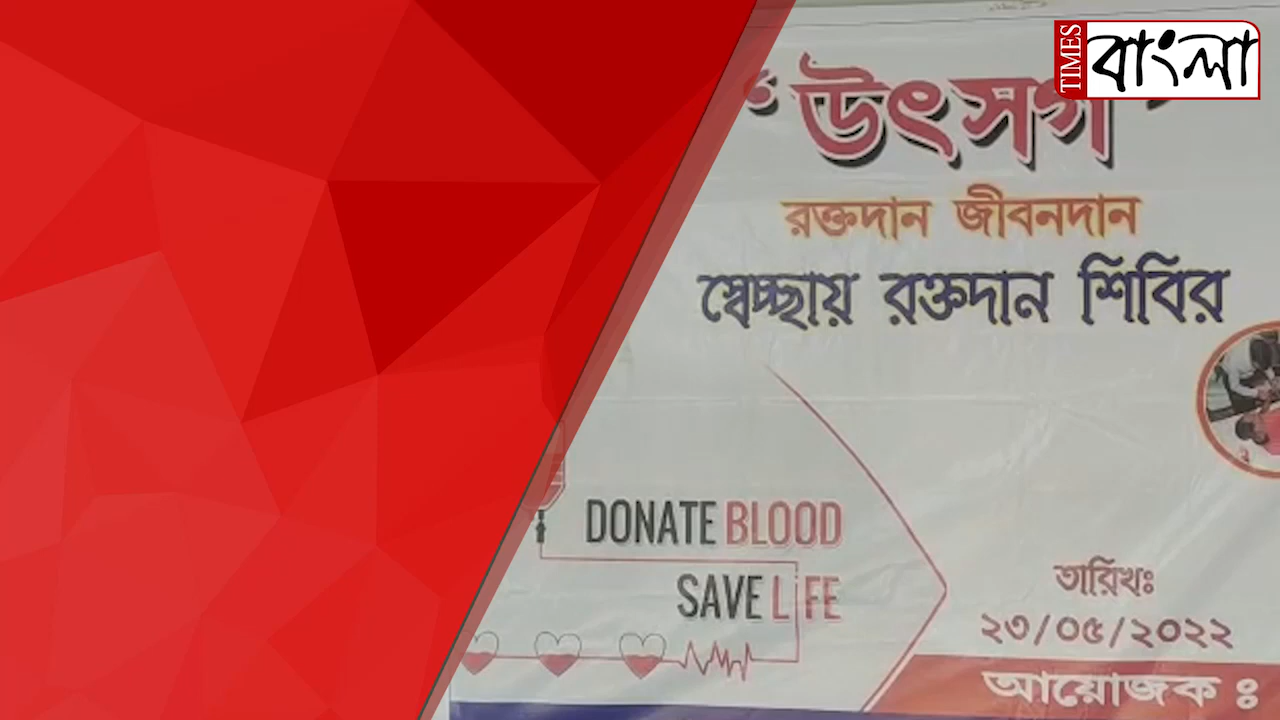 TIMES বাংলা
“উৎসর্গ”
রক্তদান জীবনদান
স্বেচ্ছায় রক্তদান শিবির
DONATE BLOOD
SAVE LIFE
তারিখঃ
২৩/০৫/২০২২
আয়োজক ঃ